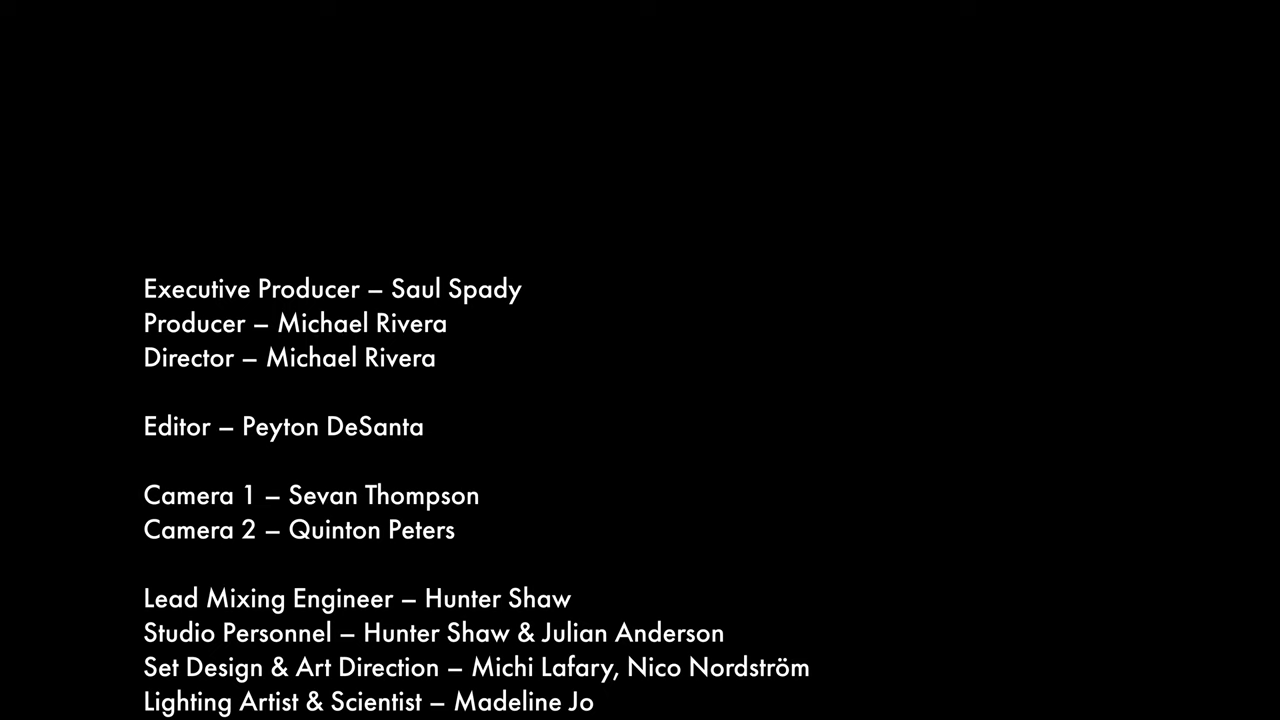 Executive Producer – Saul Spady
Producer – Michael Rivera
Director – Michael Rivera
Editor – Peyton DeSanta
Camera 1 – Sevan Thompson
Camera 2 – Quinton Peters
Lead Mixing Engineer – Hunter Shaw
Studio Personnel – Hunter Shaw & Julian Anderson
Set Design & Art Direction – Michi Lafary, Nico Nordström
Lighting Artist & Scientist – Madeline Jo